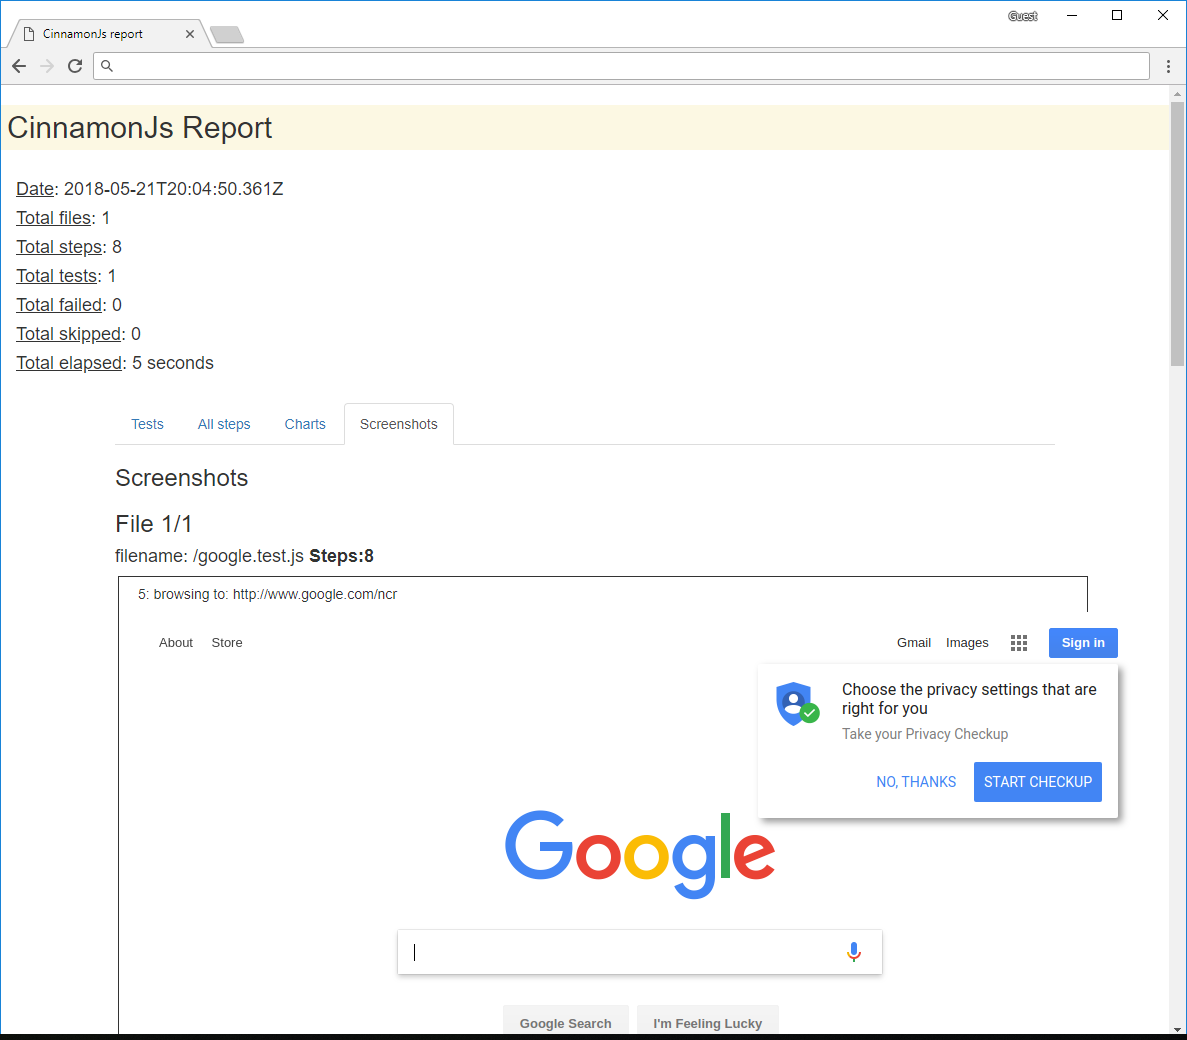 Guest
CinnamonJs report
CinnamonJs Report
Date: 2018-05-21T20:04:50.361Z
Total files: 1
Total steps: 8
Total tests: 1
Total failed: 0
Total skipped: 0
Total elapsed: 5 seconds
Tests All steps Charts Screenshots
Screenshots
File 1/1
filename: /google.test.js Steps:8
5: browsing to: http://www.google.com/ncr
About Store Gmail Images Sign in
Choose the privacy settings that are
right for you
Take your Privacy Checkup
NO, THANKS START CHECKUP
Google
Google Search I'm Feeling Lucky